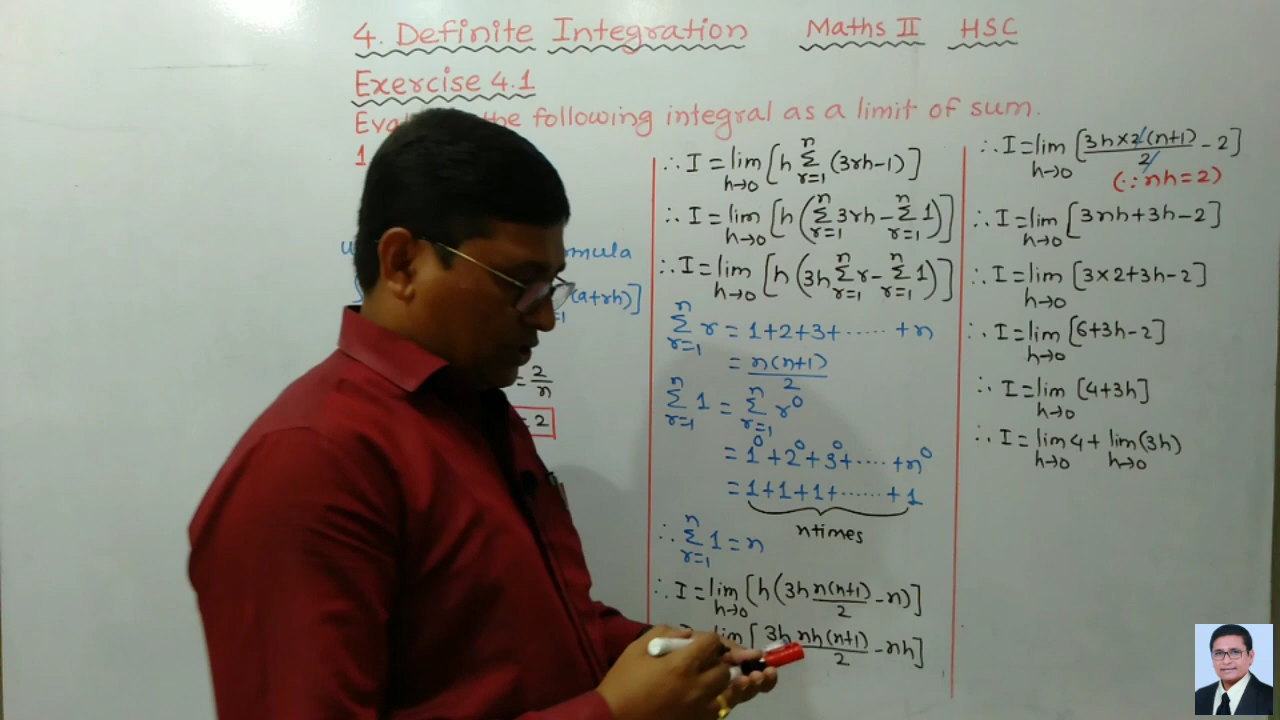 4. Definite Integration Maths II HSC
Exercise 4.1
the following integral as a limit of sum.
1
mula
(a+rh)]
= 2/n
= 2
∴ I = lim h→0 [h Σ r=1 n (3rh-1)]
∴ I = lim h→0 [h (Σ r=1 n 3rh - Σ r=1 n 1)]
∴ I = lim h→0 [h (3h Σ r=1 n r - Σ r=1 n 1)]
Σ r=1 n r = 1+2+3+......+n
= n(n+1)/2
Σ r=1 n 1 = Σ r=1 n r⁰
= 1⁰+2⁰+3⁰+....+n⁰
= 1+1+1+......+1
n times
∴ Σ r=1 n 1 = n
∴ I = lim h→0 [h (3h n(n+1)/2 - n)]
lim [3h nh(n+1)/2 - nh]
∴ I = lim h→0 [3h×2(n+1)/2 - 2]
(∵ nh = 2)
∴ I = lim h→0 [3nh+3h-2]
∴ I = lim h→0 [3×2+3h-2]
∴ I = lim h→0 [6+3h-2]
∴ I = lim h→0 [4+3h]
∴ I = lim h→0 4 + lim h→0 (3h)